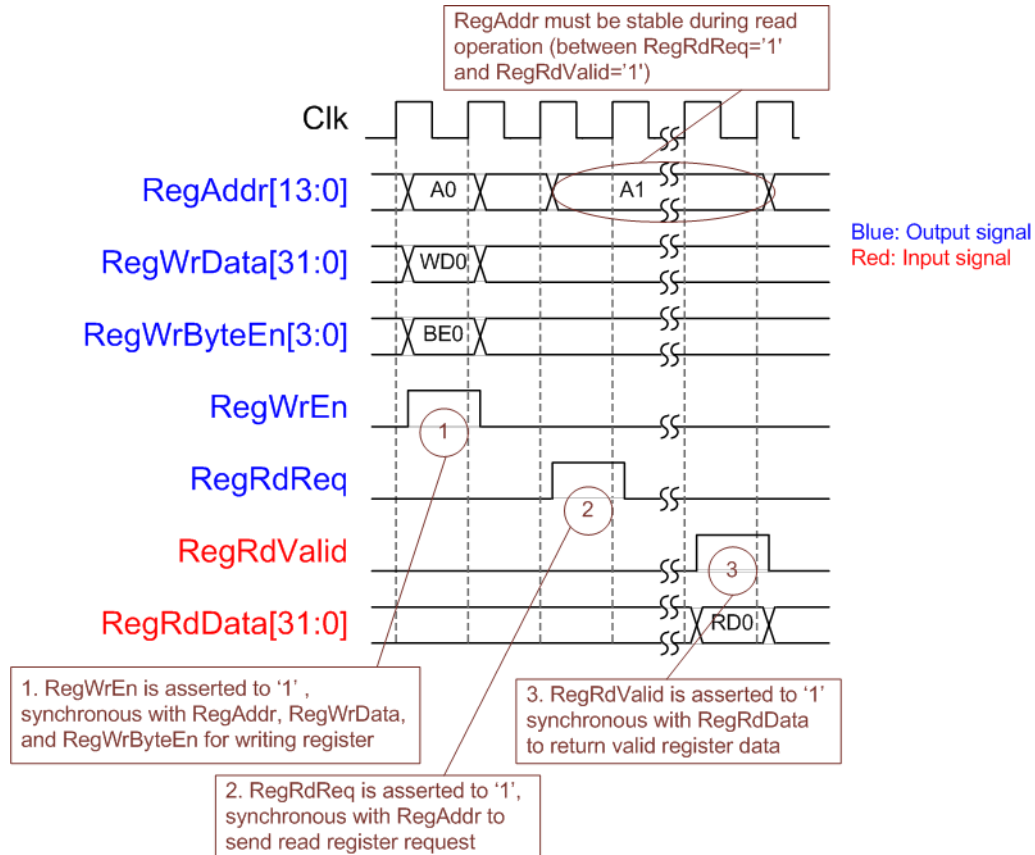 RegAddr must be stable during read
operation (between RegRdReq='1'
and RegRdValid='1')
Clk
RegAddr[13:0]
A0
A1
Blue: Output signal
Red: Input signal
RegWrData[31:0]
WD0
RegWrByteEn[3:0]
BE0
RegWrEn
1
RegRdReq
2
RegRdValid
3
RegRdData[31:0]
RD0
1. RegWrEn is asserted to ‘1’ ,
synchronous with RegAddr, RegWrData,
and RegWrByteEn for writing register
3. RegRdValid is asserted to ‘1’
synchronous with RegRdData
to return valid register data
2. RegRdReq is asserted to ‘1’,
synchronous with RegAddr to
send read register request